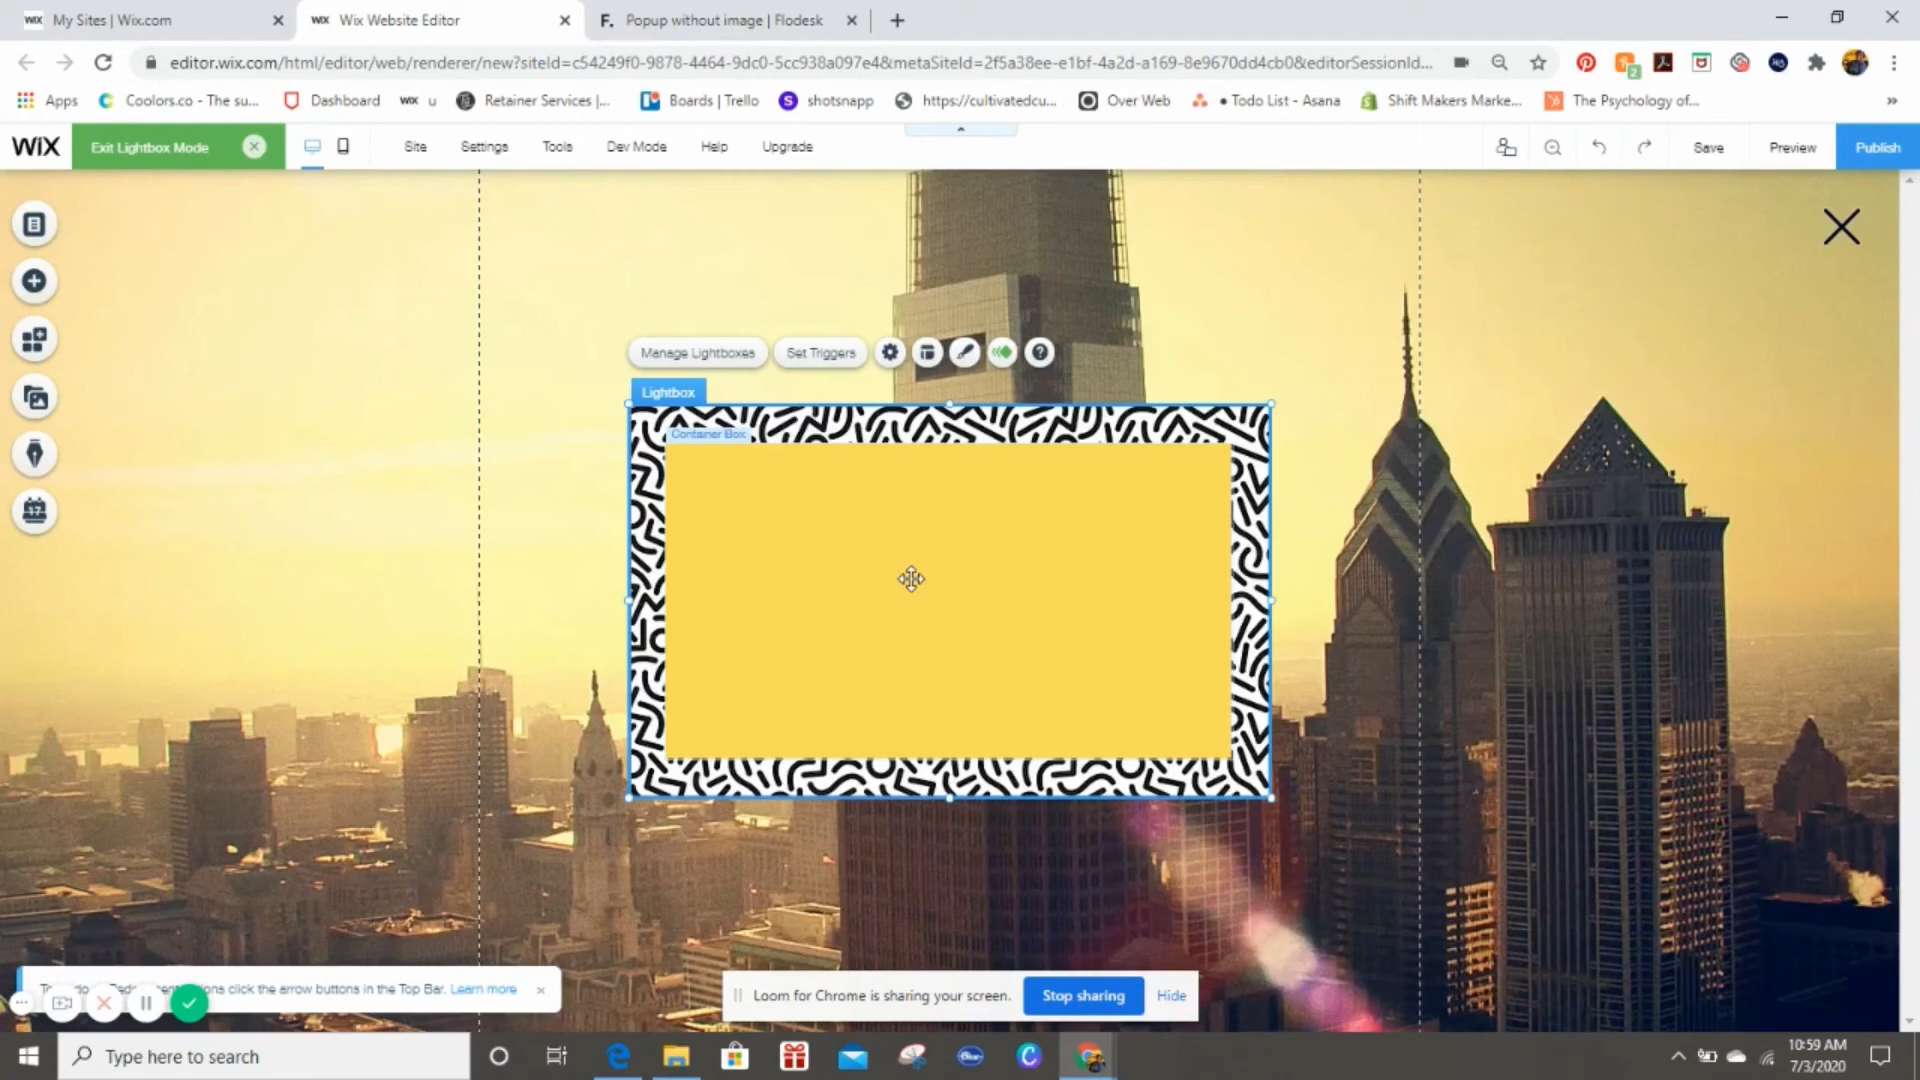 WiX My Sites | Wix.com
WiX Wix Website Editor
F. Popup without image | Flodesk
editor.wix.com/html/editor/web/renderer/new?siteId=c54249f0-9878-4464-9dc0-5cc938a097e4&metaSiteId=2f5a38ee-e1bf-4a2d-a169-8e9670dd4cb0&editorSessionId...
2
Apps
Coolors.co - The su...
Dashboard
WiX u
Retainer Services |...
Boards | Trello
S shotsnapp
https://cultivatedcu...
Over Web
• Todo List - Asana
Shift Makers Marke...
The Psychology of...
WiX
Exit Lightbox Mode
Site
Settings
Tools
Dev Mode
Help
Upgrade
Save
Preview
Publish
Manage Lightboxes
Set Triggers
?
Lightbox
Container Box
17
click the arrow buttons in the Top Bar. Learn more
Loom for Chrome is sharing your screen.
Stop sharing
Hide
Type here to search
10:59 AM
7/3/2020